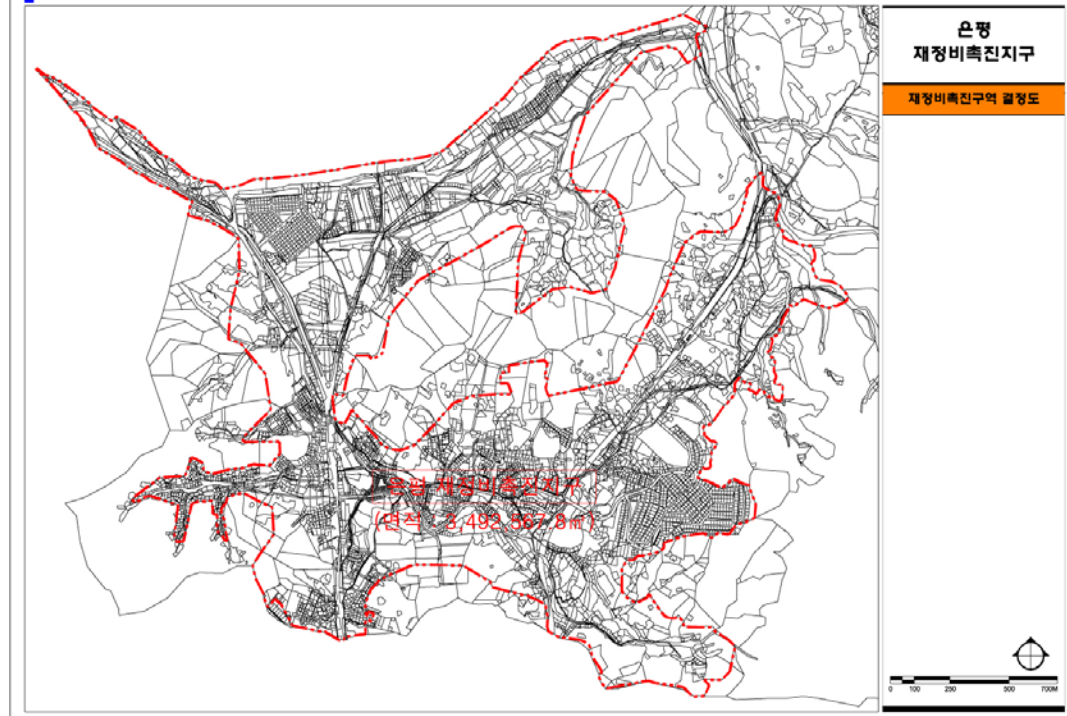 은평
재정비촉진지구
재정비촉진구역 결정도
은평 재정비촉진지구
(면적 : 3,492,567.8㎡)
0 100 250 500 700M